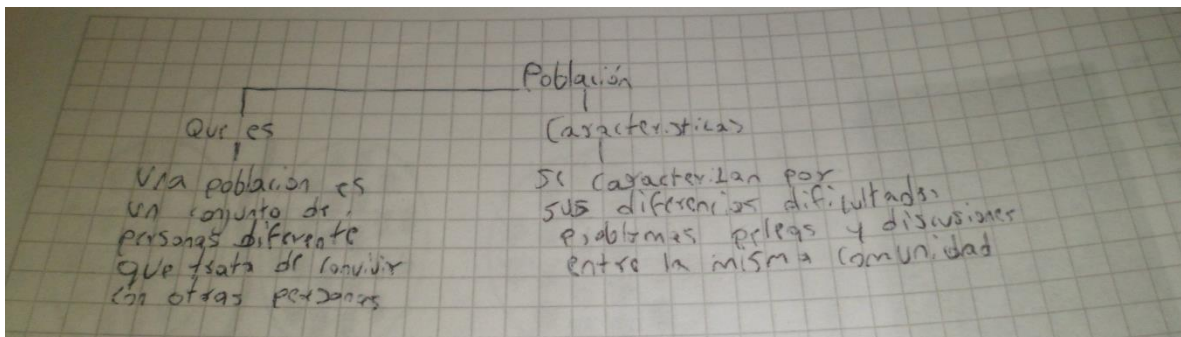 Población
Que es
Caracteristicas
Una población es
un conjunto de
personas diferente
que trata de convivir
con otras personas
se caracterizan por
sus diferencias dificultades
problemas peleas y discusiones
entre la misma comunidad